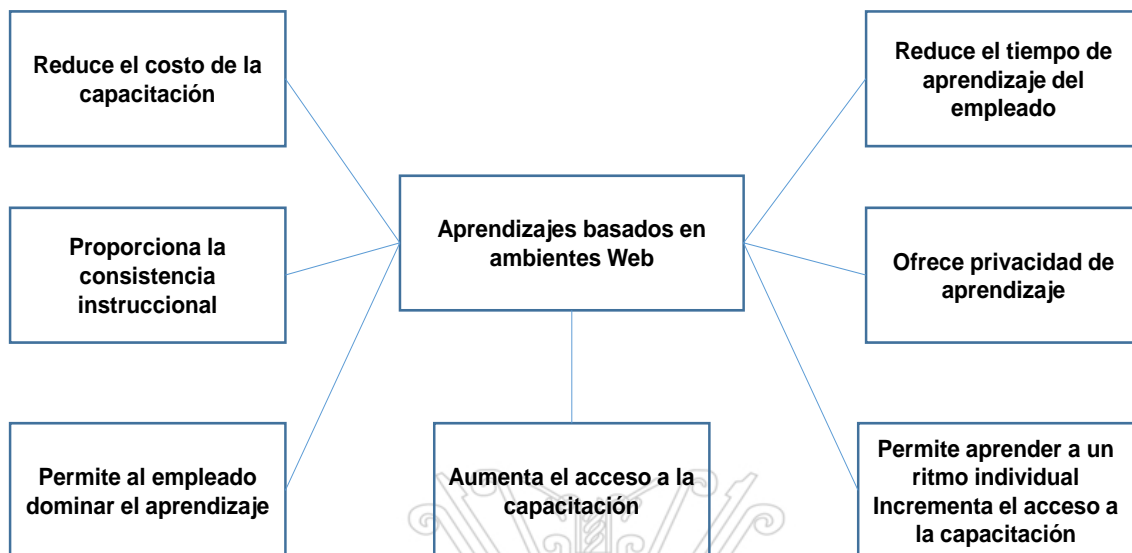 Reduce el costo de la
capacitación
Reduce el tiempo de
aprendizaje del
empleado
Aprendizajes basados en
ambientes Web
Proporciona la
consistencia
instruccional
Ofrece privacidad de
aprendizaje
Permite al empleado
dominar el aprendizaje
Aumenta el acceso a la
capacitación
Permite aprender a un
ritmo individual
Incrementa el acceso a
la capacitación